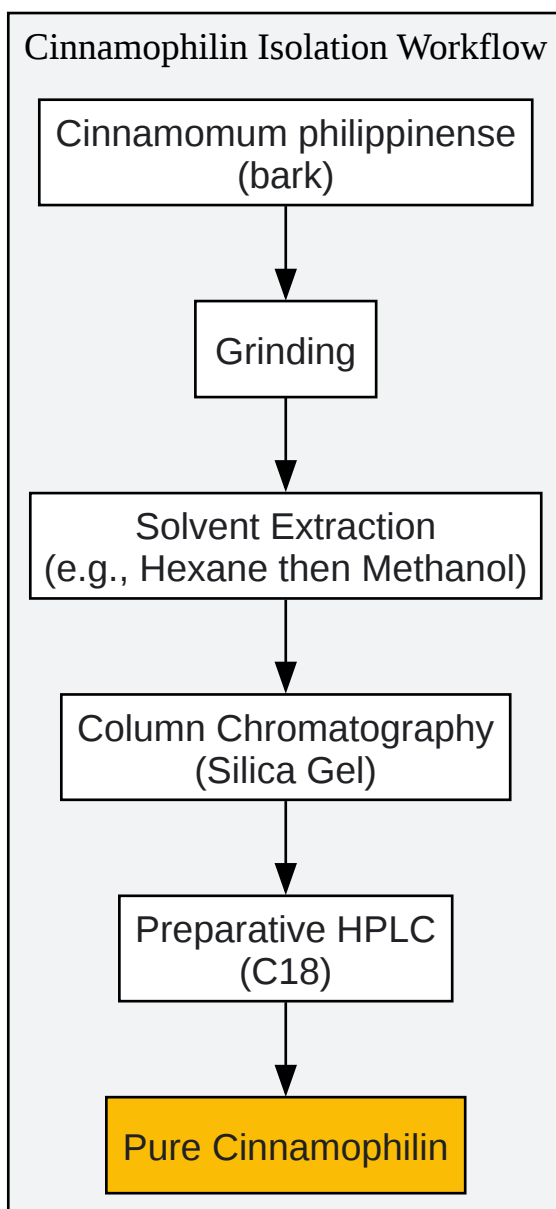 Cinnamophilin Isolation Workflow
Cinnamomum philippinense
(bark)
Grinding
Solvent Extraction
(e.g., Hexane then Methanol)
Column Chromatography
(Silica Gel)
Preparative HPLC
(C18)
Pure Cinnamophilin